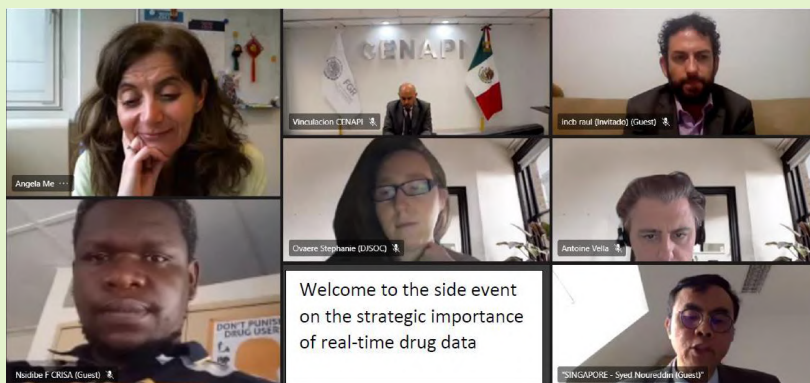 CENAPI
FGR
Vinculacion CENAPI
incb raul (Invitado) (Guest)
Angela Me ...
Ovaere Stephanie (DJSOC)
Antoine Vella
DON'T PUNISH
DRUG USER
Nsidibe F CRISA (Guest)
Welcome to the side event
on the strategic importance
of real-time drug data
"SINGAPORE - Syed Noureddin (Guest)"